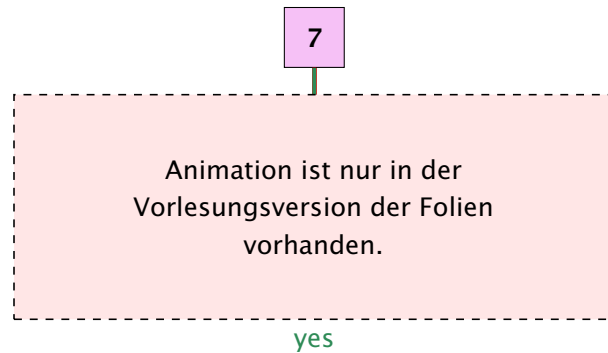 7
Animation ist nur in der
Vorlesungsversion der Folien
vorhanden.
yes